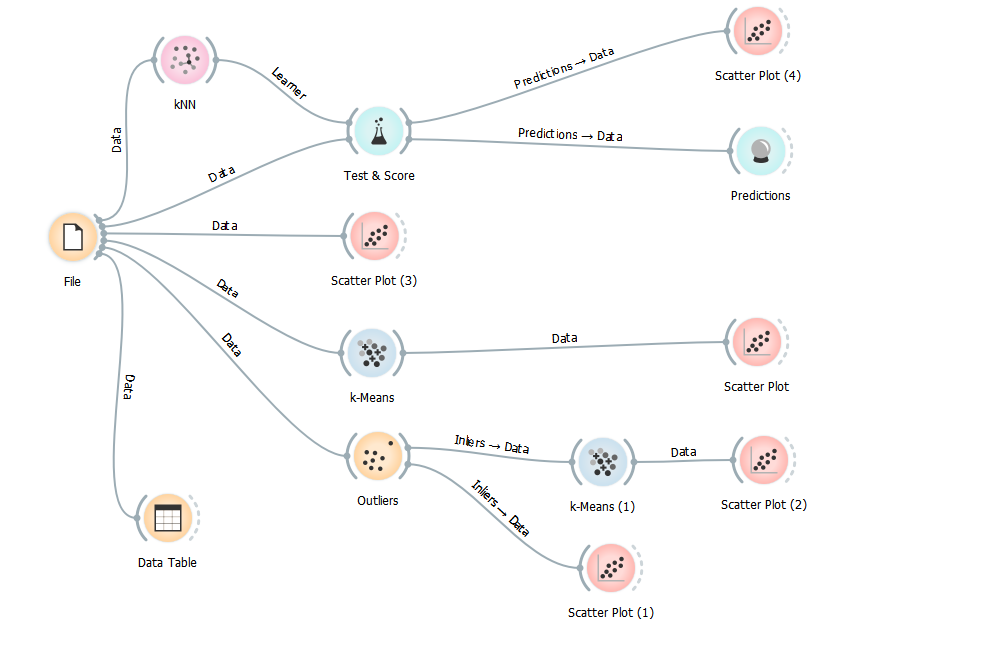 Scatter Plot (4)
Predictions → Data
Learner
kNN
Data
Predictions → Data
Test & Score
Data
Predictions
Data
File
Scatter Plot (3)
Data
Data
Data
Scatter Plot
Data
k-Means
Inliers → Data
Data
Outliers
k-Means (1)
Scatter Plot (2)
Inliers → Data
Data Table
Scatter Plot (1)